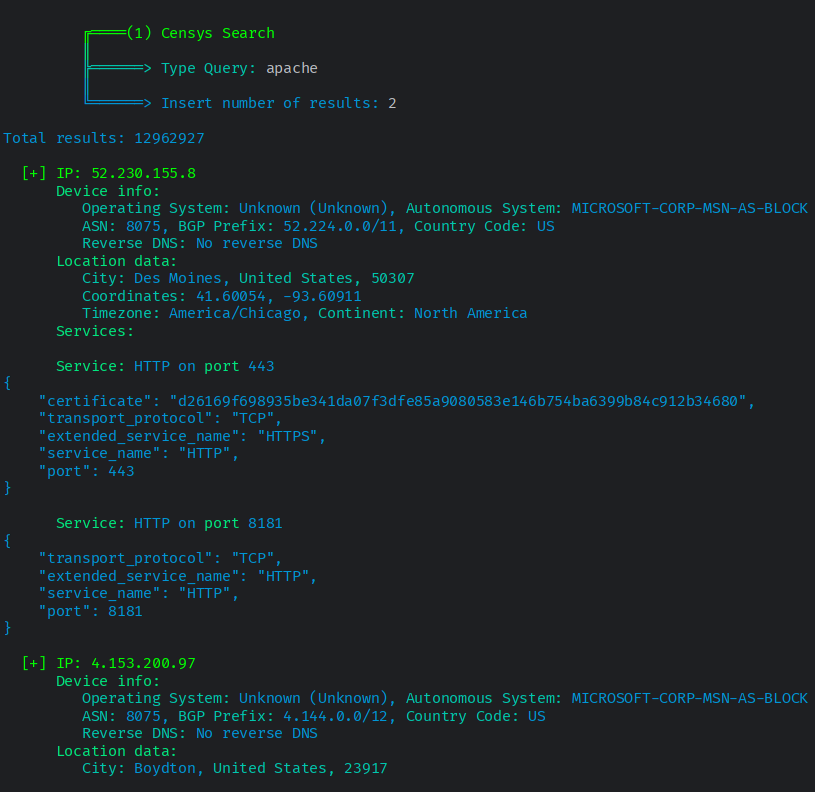 (1) Censys Search
> Type Query: apache
> Insert number of results: 2
Total results: 12962927
[+] IP: 52.230.155.8
Device info:
Operating System: Unknown (Unknown), Autonomous System: MICROSOFT-CORP-MSN-AS-BLOCK
ASN: 8075, BGP Prefix: 52.224.0.0/11, Country Code: US
Reverse DNS: No reverse DNS
Location data:
City: Des Moines, United States, 50307
Coordinates: 41.60054, -93.60911
Timezone: America/Chicago, Continent: North America
Services:
Service: HTTP on port 443
{
"certificate": "d26169f698935be341da07f3dfe85a9080583e146b754ba6399b84c912b34680",
"transport_protocol": "TCP",
"extended_service_name": "HTTPS",
"service_name": "HTTP",
"port": 443
}
Service: HTTP on port 8181
{
"transport_protocol": "TCP",
"extended_service_name": "HTTP",
"service_name": "HTTP",
"port": 8181
}
[+] IP: 4.153.200.97
Device info:
Operating System: Unknown (Unknown), Autonomous System: MICROSOFT-CORP-MSN-AS-BLOCK
ASN: 8075, BGP Prefix: 4.144.0.0/12, Country Code: US
Reverse DNS: No reverse DNS
Location data:
City: Boydton, United States, 23917